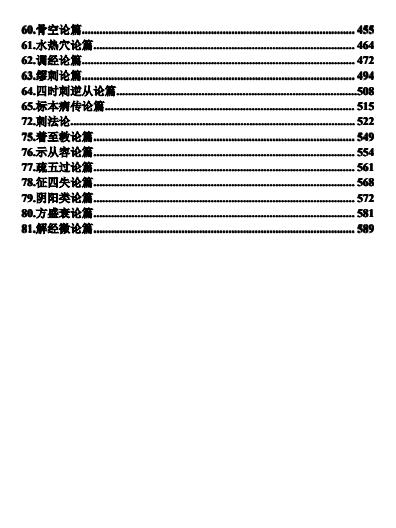 60.骨空论篇........................................................ 455
61.水热穴论篇........................................................ 464
62.调经论篇........................................................ 472
63.缪刺论篇........................................................ 494
64.四时刺逆从论篇........................................................508
65.标本病传论篇........................................................ 515
72.刺法论........................................................ 522
75.着至教论篇........................................................ 549
76.示从容论篇........................................................ 554
77.疏五过论篇........................................................ 561
78.征四失论篇........................................................ 568
79.阴阳类论篇........................................................ 572
80.方盛衰论篇........................................................ 581
81.解经微论篇........................................................ 589